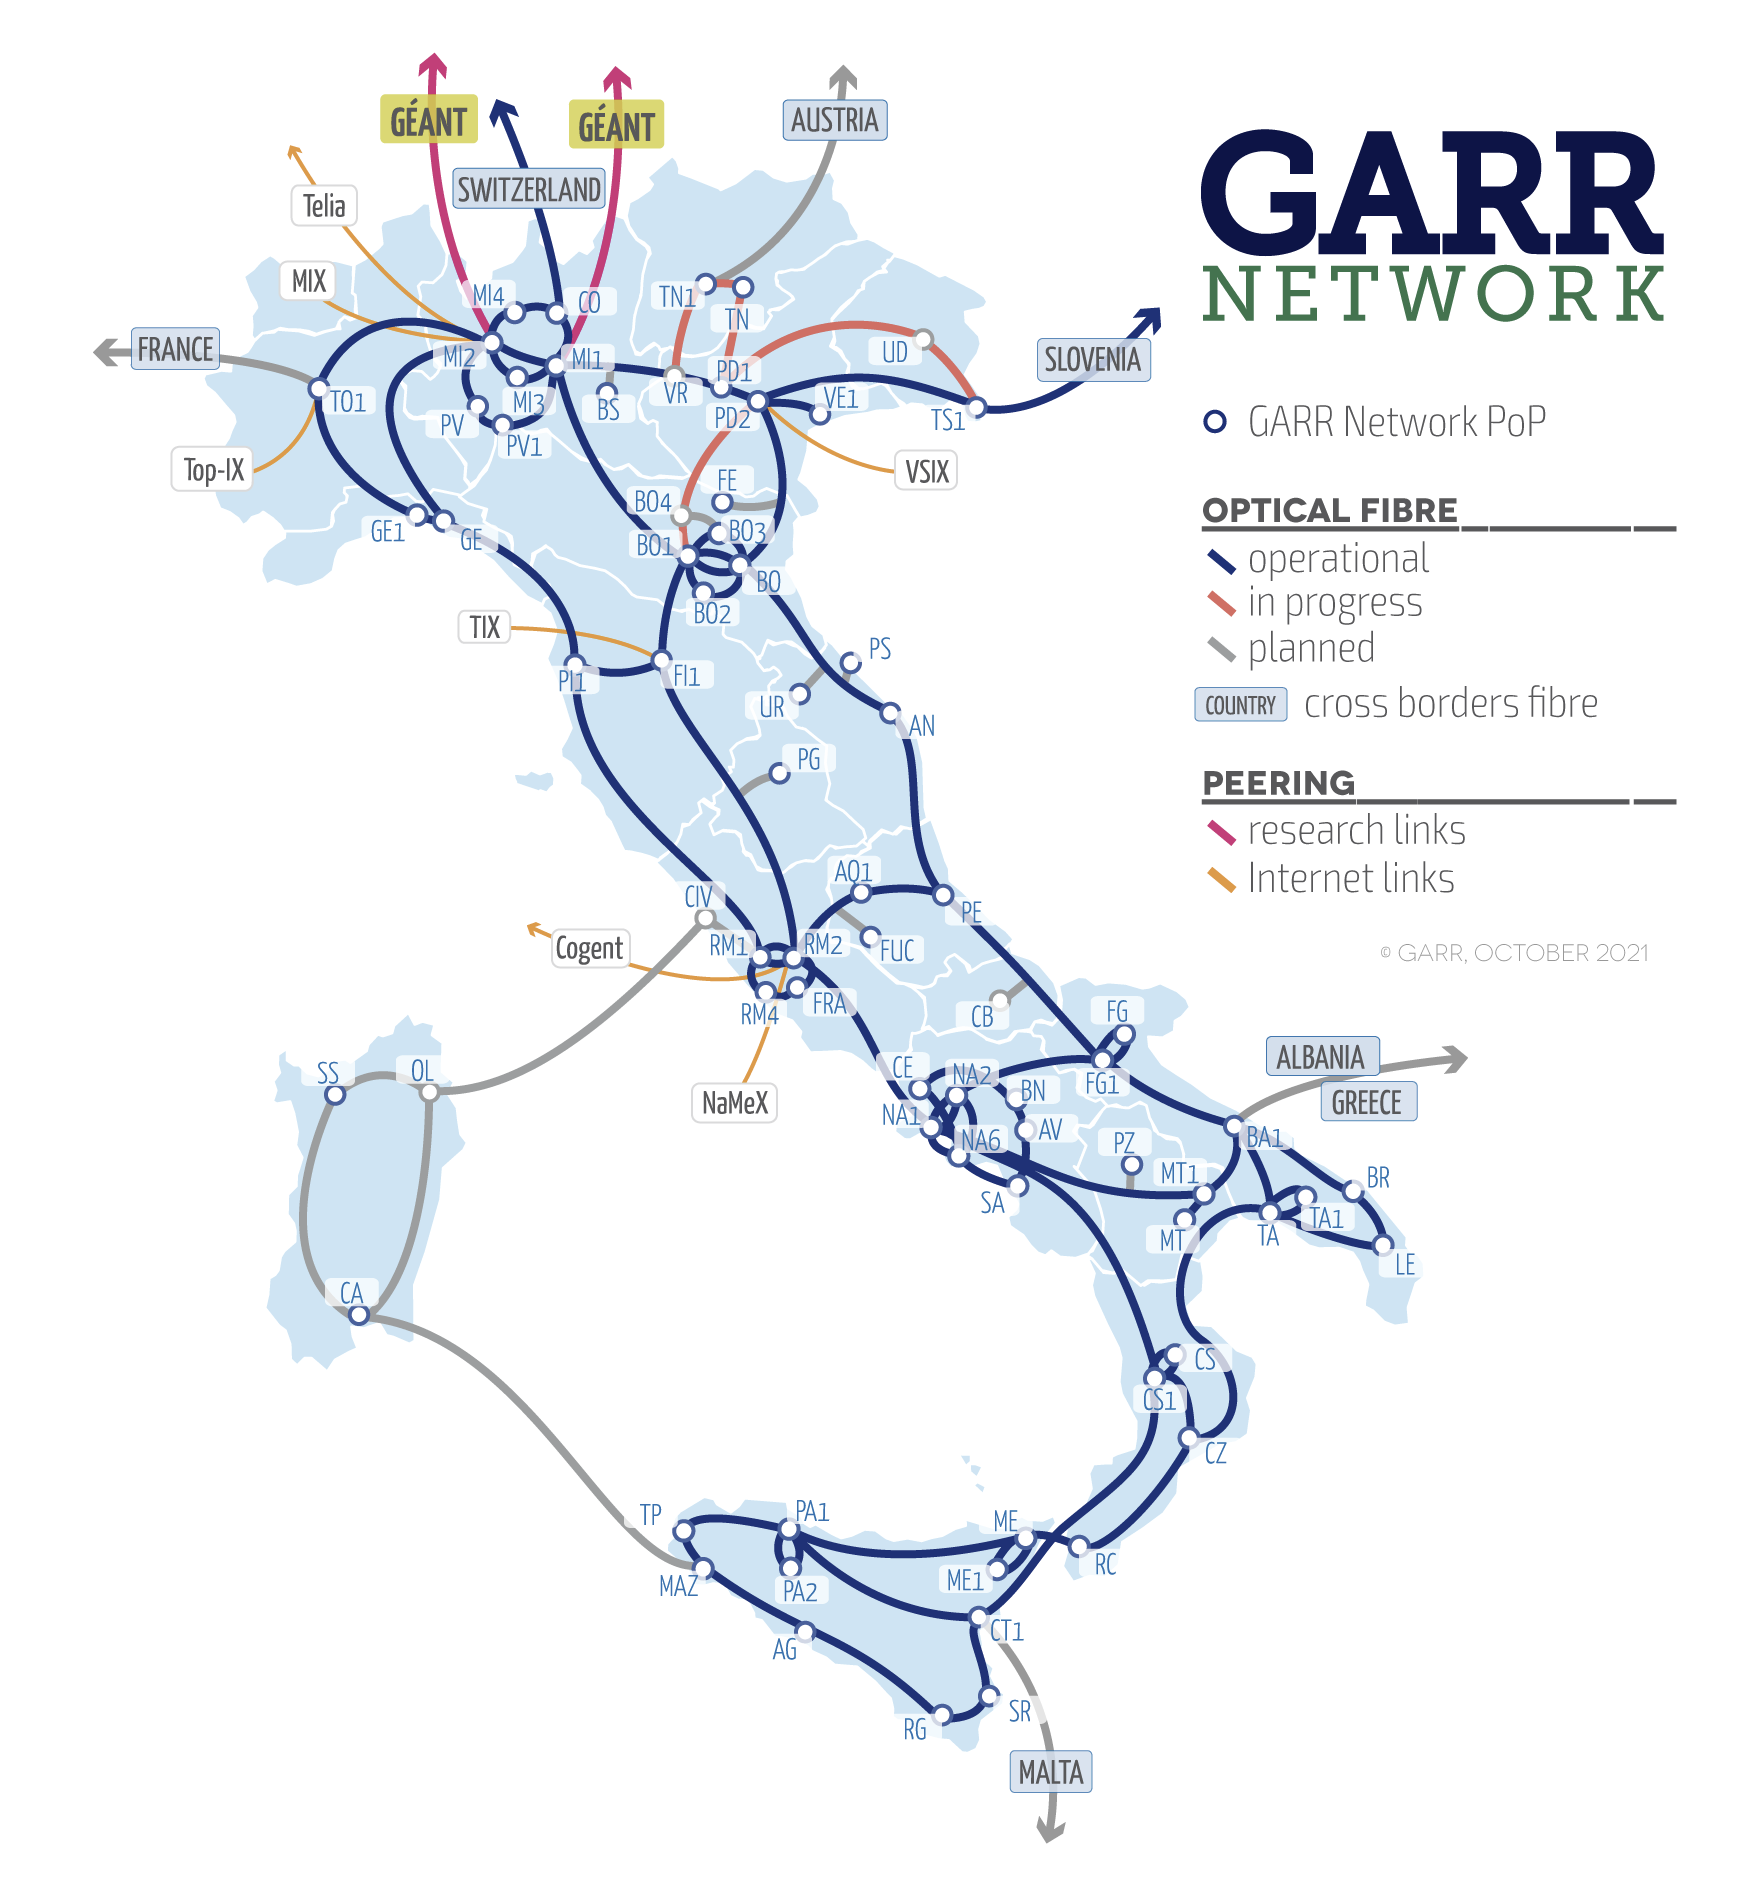 GÉANT
GÉANT
AUSTRIA
SWITZERLAND
Telia
MIX
FRANCE
Top-IX
GARR
NETWORK
SLOVENIA
GARR Network PoP
OPTICAL FIBRE
operational
in progress
planned
COUNTRY cross borders fibre
PEERING
research links
Internet links
© GARR, OCTOBER 2021
MI4
CO
TN1
TN
MI2
MI1
UD
PD1
VR
TO1
MI3
BS
VE1
PV
PD2
TS1
PV1
VSIX
FE
BO4
GE1
GE
BO3
BO1
BO
BO2
TIX
PI1
FI1
PS
UR
AN
PG
AQ1
CIV
PE
RM1
RM2
FUC
Cogent
RM4
FRA
CB
FG
ALBANIA
GREECE
SS
OL
CE
NA2
BN
FG1
NaMeX
NA1
NA6
AV
PZ
BA1
MT1
BR
SA
MT
TA
TA1
LE
CA
CS
CS1
CZ
TP
PA1
ME
RC
MAZ
PA2
ME1
AG
CT1
RG
SR
MALTA